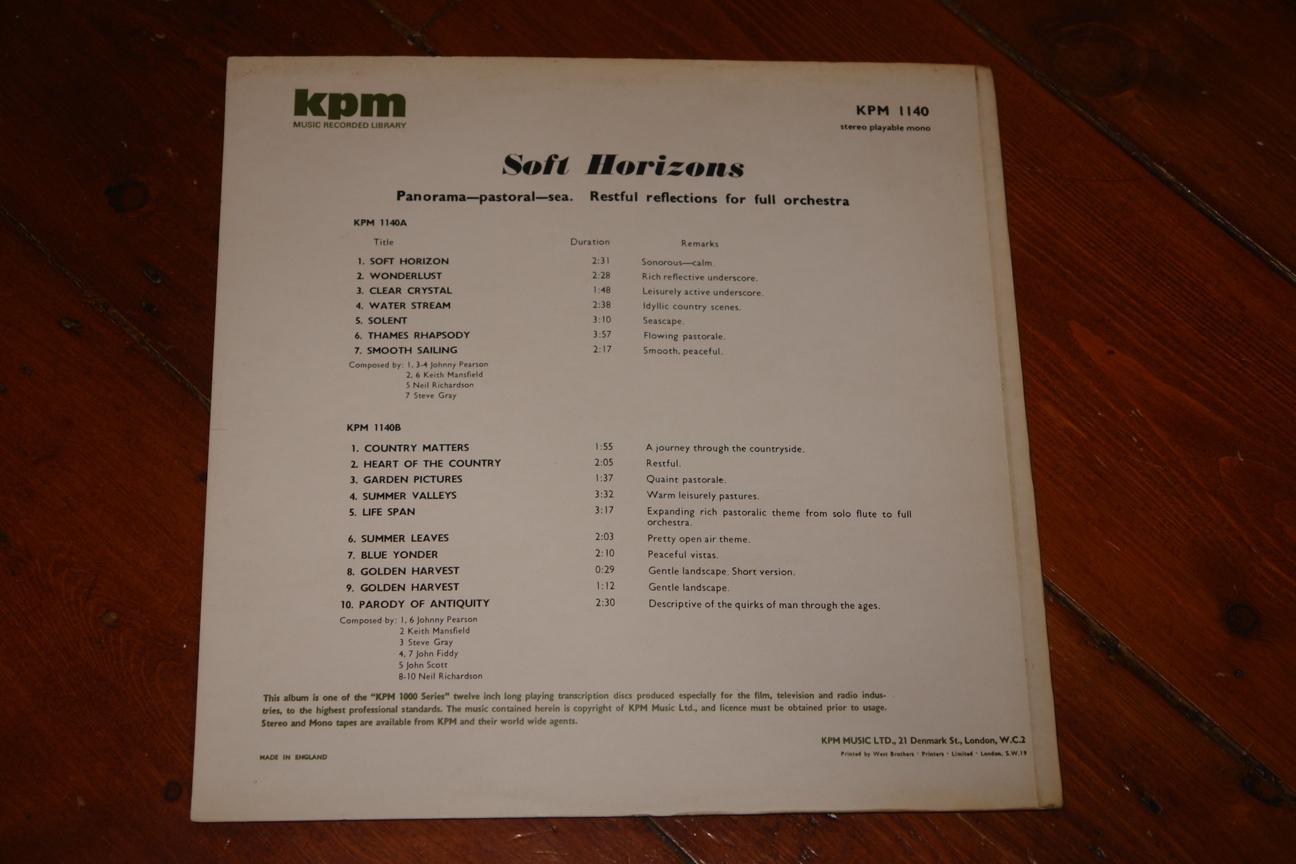 kpm
MUSIC RECORDED LIBRARY
KPM 1140
stereo playable mono
Soft Horizons
Panorama—pastoral—sea. Restful reflections for full orchestra
KPM 1140A
Title Duration Remarks
1. SOFT HORIZON 2:31 Sonorous—calm.
2. WONDERLUST 2:28 Rich reflective underscore.
3. CLEAR CRYSTAL 1:48 Leisurely active underscore.
4. WATER STREAM 2:38 Idyllic country scenes.
5. SOLENT 3:10 Seascape.
6. THAMES RHAPSODY 3:57 Flowing pastorale.
7. SMOOTH SAILING 2:17 Smooth, peaceful.
Composed by: 1, 3-4 Johnny Pearson
2, 6 Keith Mansfield
5 Neil Richardson
7 Steve Gray
KPM 1140B
1. COUNTRY MATTERS 1:55 A journey through the countryside.
2. HEART OF THE COUNTRY 2:05 Restful.
3. GARDEN PICTURES 1:37 Quaint pastorale.
4. SUMMER VALLEYS 3:32 Warm leisurely pastures.
5. LIFE SPAN 3:17 Expanding rich pastoralic theme from solo flute to full
orchestra.
6. SUMMER LEAVES 2:03 Pretty open air theme.
7. BLUE YONDER 2:10 Peaceful vistas.
8. GOLDEN HARVEST 0:29 Gentle landscape. Short version.
9. GOLDEN HARVEST 1:12 Gentle landscape.
10. PARODY OF ANTIQUITY 2:30 Descriptive of the quirks of man through the ages.
Composed by: 1, 6 Johnny Pearson
2 Keith Mansfield
3 Steve Gray
4, 7 John Fiddy
5 John Scott
8-10 Neil Richardson
This album is one of the "KPM 1000 Series" twelve inch long playing transcription discs produced especially for the film, television and radio indus-
tries, to the highest professional standards. The music contained herein is copyright of KPM Music Ltd., and licence must be obtained prior to usage.
Stereo and Mono tapes are available from KPM and their world wide agents.
KPM MUSIC LTD., 21 Denmark St., London, W.C.2
Printed by West Brothers · Printers · Limited · London, S.W.19
MADE IN ENGLAND